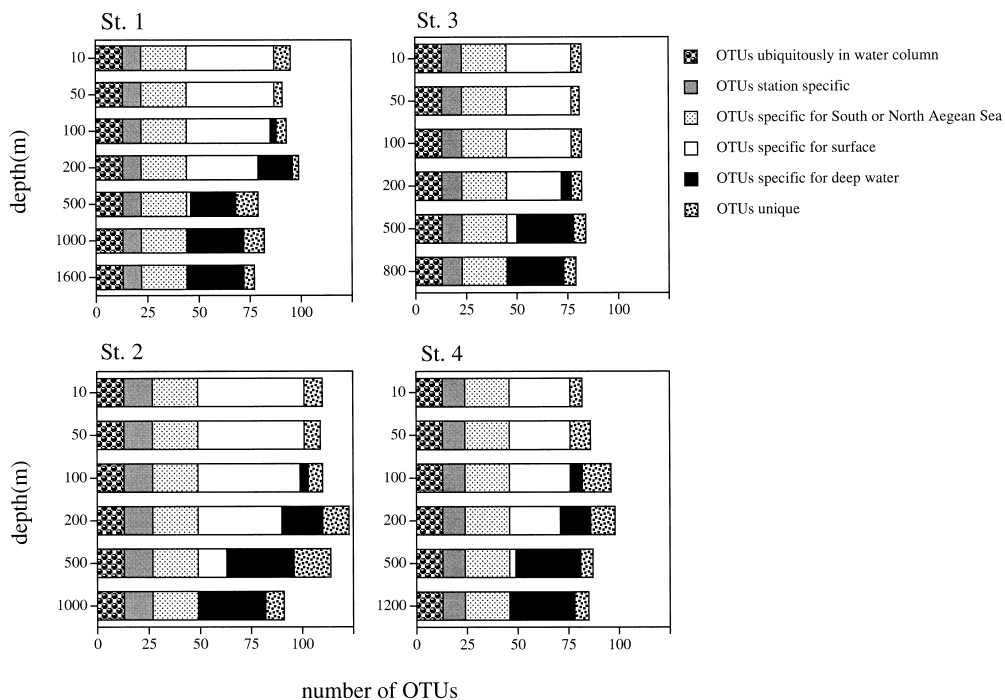 St. 1
depth(m)
10
50
100
200
500
1000
1600
0 25 50 75 100
St. 3
10
50
100
200
500
800
0 25 50 75 100
OTUs ubiquitously in water column
OTUs station specific
OTUs specific for South or North Aegean Sea
OTUs specific for surface
OTUs specific for deep water
OTUs unique
St. 2
depth(m)
10
50
100
200
500
1000
0 25 50 75 100
St. 4
10
50
100
200
500
1200
0 25 50 75 100
number of OTUs